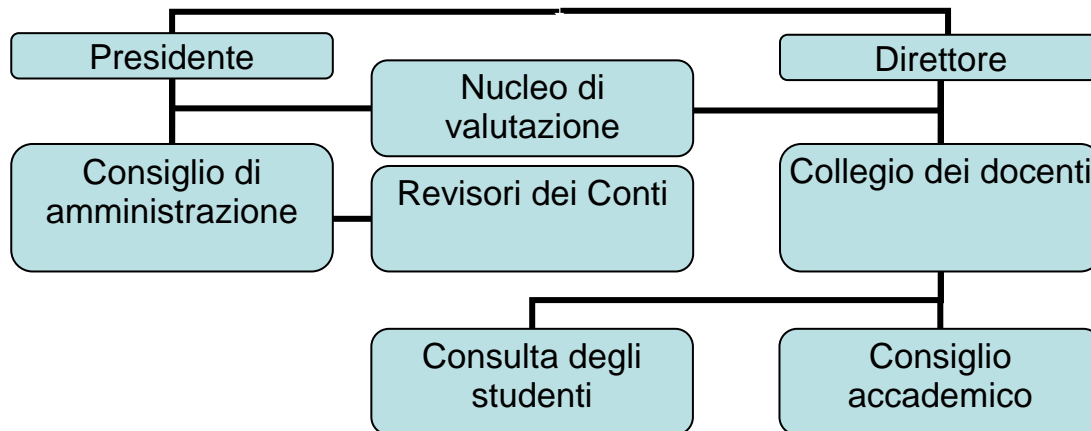 Presidente
Direttore
Nucleo di
valutazione
Consiglio di
amministrazione
Revisori dei Conti
Collegio dei docenti
Consulta degli
studenti
Consiglio
accademico